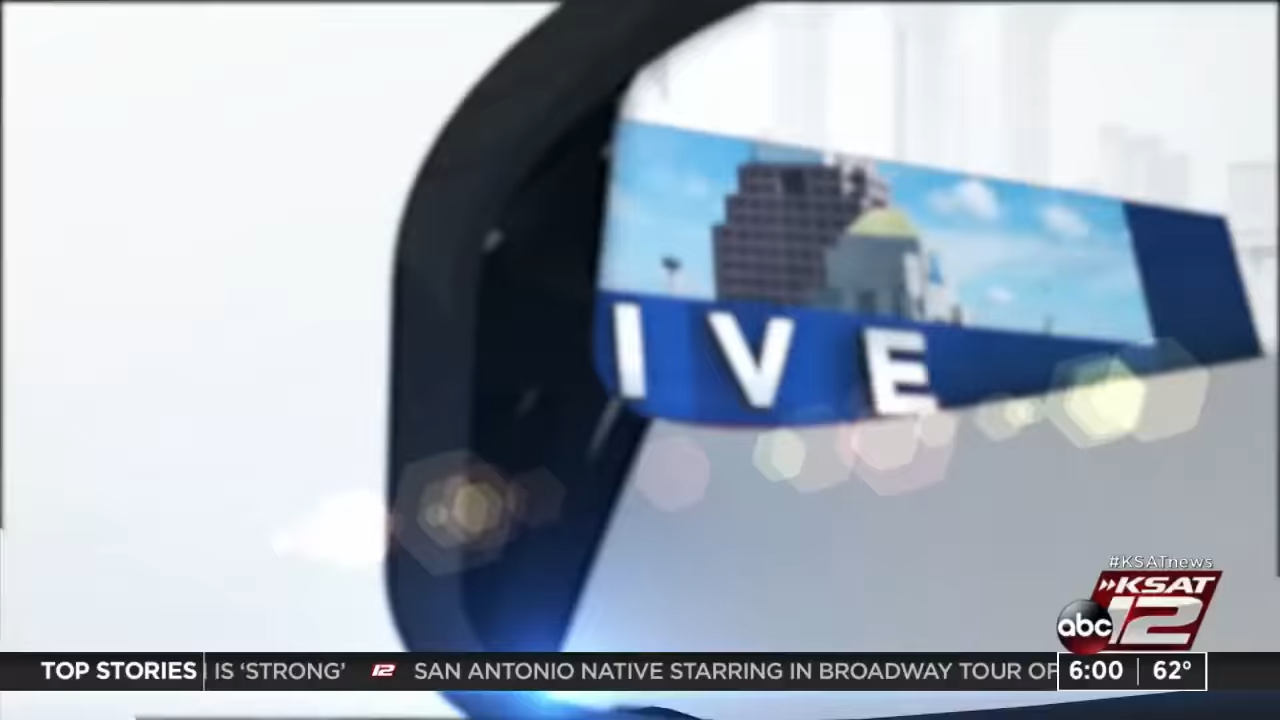 IVE
#KSATnews
KSAT
abc 12
TOP STORIES IS ‘STRONG’ 12 SAN ANTONIO NATIVE STARRING IN BROADWAY TOUR OF 6:00 62°